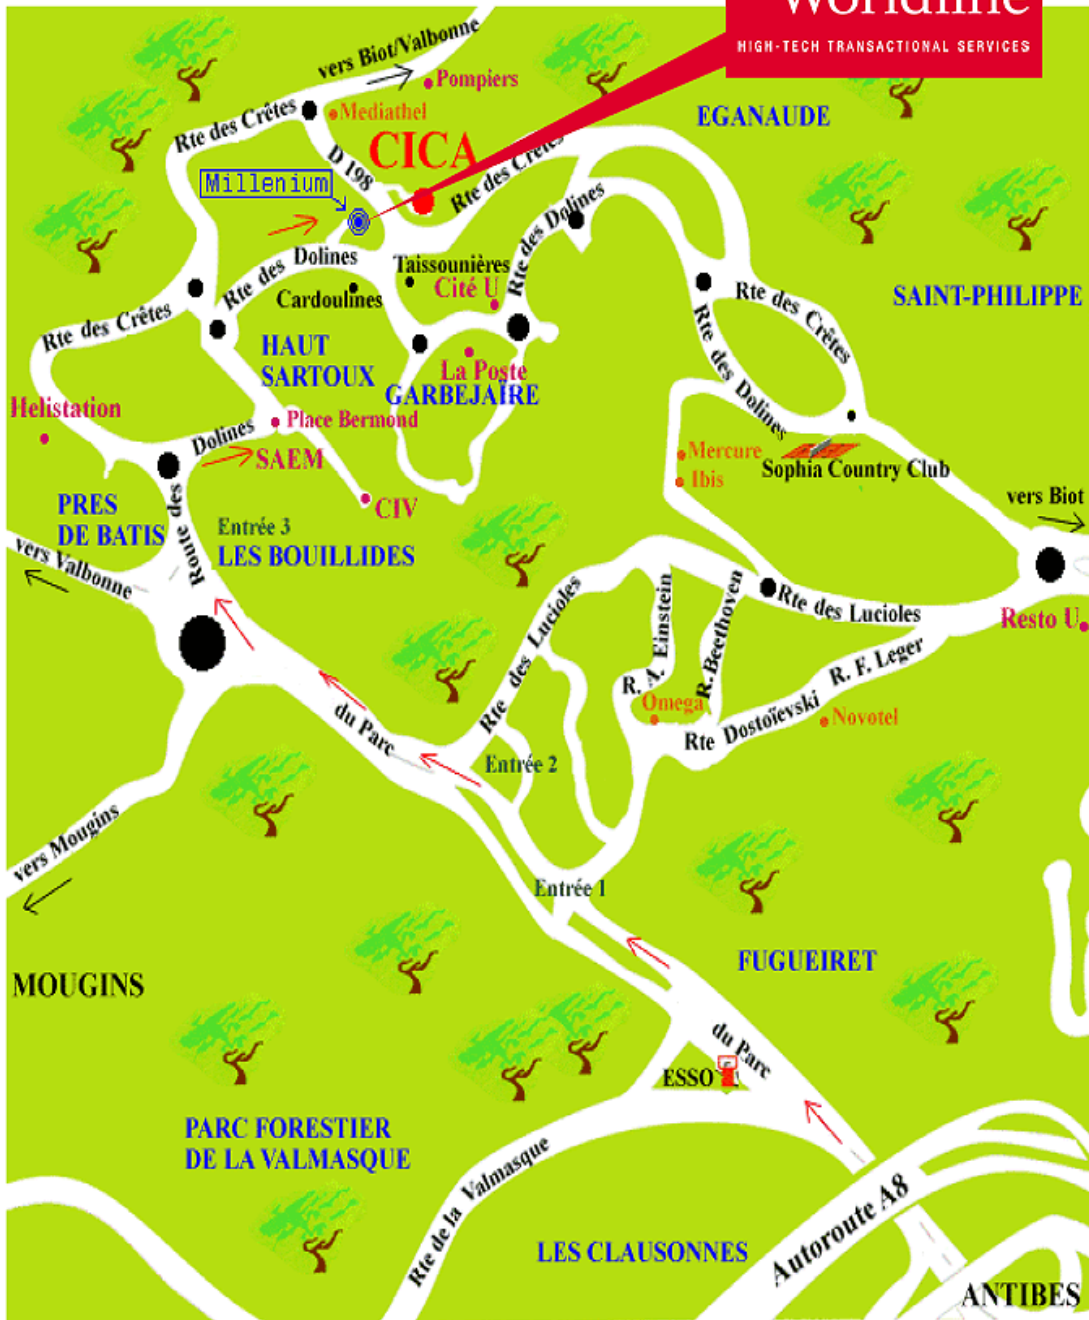 Worldline
HIGH-TECH TRANSACTIONAL SERVICES
vers Biot/Valbonne
Pompiers
Mediathel
Rte des Crêtes
EGANAUDE
CICA
D 198
Rte des Crêtes
Millenium
Rte des Dolines
Rte des Dolines
Taissounières
Cité U
Cardoulines
SAINT-PHILIPPE
Rte des Crêtes
Rte des Crêtes
HAUT
SARTOUX
La Poste
GARBEJAÏRE
Rte des Dolines
Helistation
Place Bermond
Dolines
SAEM
Mercure
Ibis
Sophia Country Club
CIV
vers Biot
PRES
DE BATIS
Route des
Entrée 3
LES BOUILLIDES
vers Valbonne
Rte des Lucioles
R. A. Einstein
R. Beethoven
Rte des Lucioles
Resto U
R. F. Leger
Omega
Rte Dostoïevski
Novotel
du Parc
Entrée 2
vers Mougins
Entrée 1
FUGUEIRET
MOUGINS
du Parc
ESSO
PARC FORESTIER
DE LA VALMASQUE
Rte de la Valmasque
Autoroute A8
LES CLAUSONNES
ANTIBES